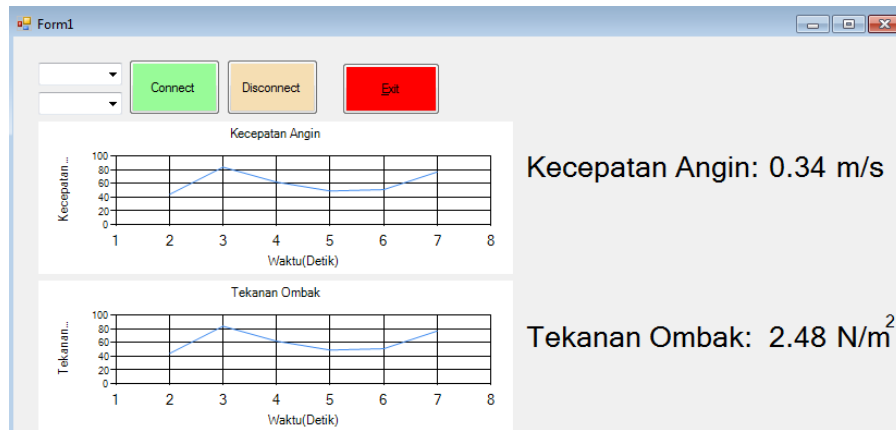 Form1
Connect Disconnect Exit
Kecepatan Angin
Kecepatan...
100
80
60
40
20
0
1 2 3 4 5 6 7 8
Waktu(Detik)
Kecepatan Angin: 0.34 m/s
Tekanan Ombak
Tekanan...
100
80
60
40
20
0
1 2 3 4 5 6 7 8
Waktu(Detik)
Tekanan Ombak: 2.48 N/m²